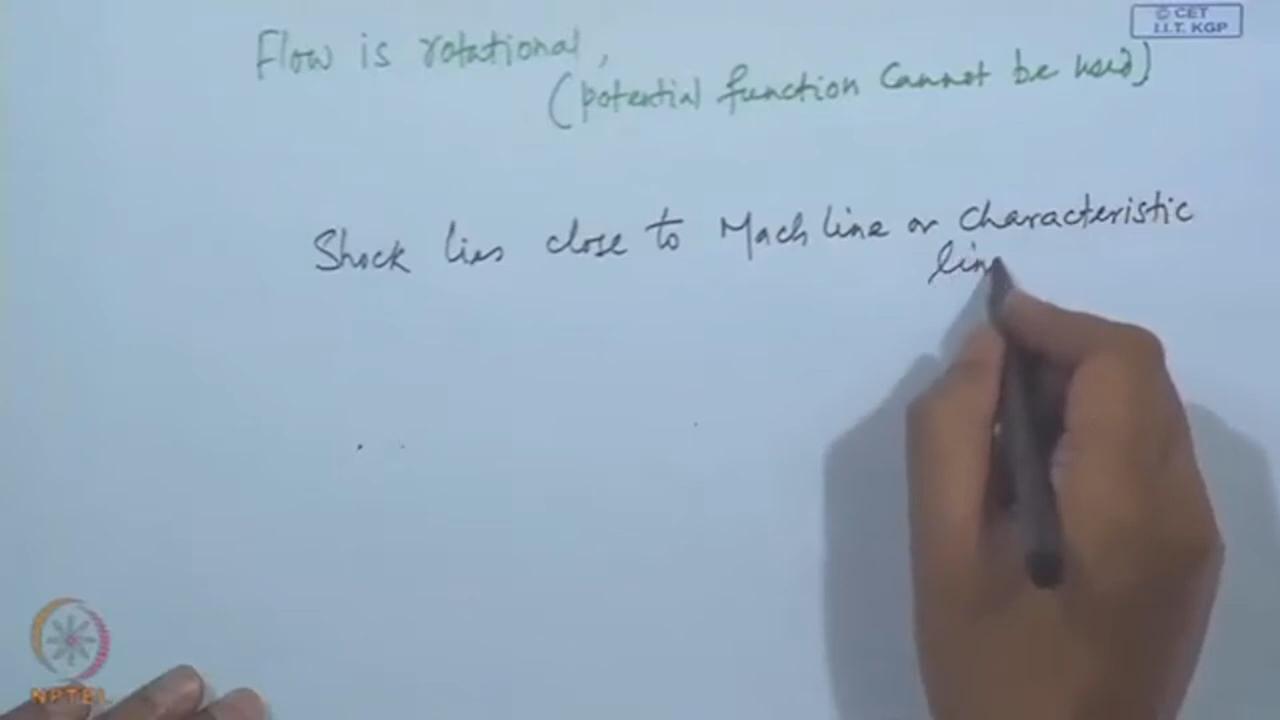 © CET
I.I.T. KGP
Flow is rotational,
(potential function cannot be used)
Shock lies close to Mach line or characteristic
lin
NPTEL